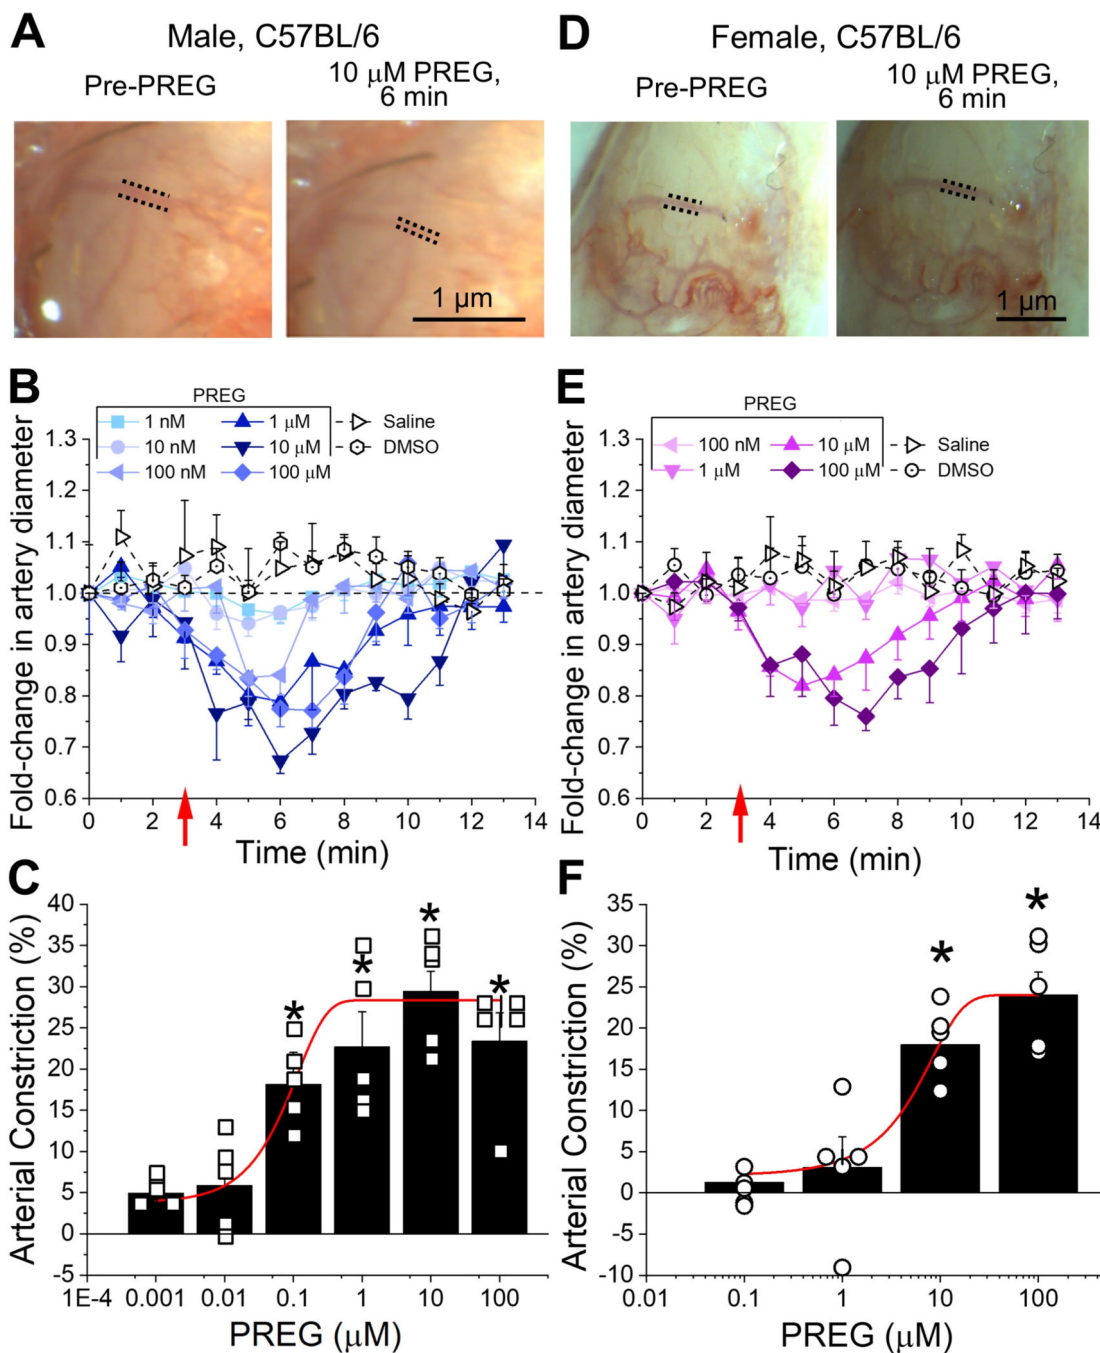 A
Male, C57BL/6
Pre-PREG
10 μM PREG,
6 min
1 μm
D
Female, C57BL/6
Pre-PREG
10 μM PREG,
6 min
1 μm
B
PREG
1 nM
1 μM
Saline
10 nM
10 μM
DMSO
100 nM
100 μM
Fold-change in artery diameter
1.3
1.2
1.1
1.0
0.9
0.8
0.7
0.6
0 2 4 6 8 10 12 14
Time (min)
E
PREG
100 nM
10 μM
Saline
1 μM
100 μM
DMSO
Fold-change in artery diameter
1.3
1.2
1.1
1.0
0.9
0.8
0.7
0.6
0 2 4 6 8 10 12 14
Time (min)
C
Arterial Constriction (%)
40
35
30
25
20
15
10
5
0
-5
* * * *
1E-4 0.001 0.01 0.1 1 10 100
PREG (μM)
F
Arterial Constriction (%)
35
30
25
20
15
10
5
0
-5
-10
* *
0.01 0.1 1 10 100
PREG (μM)